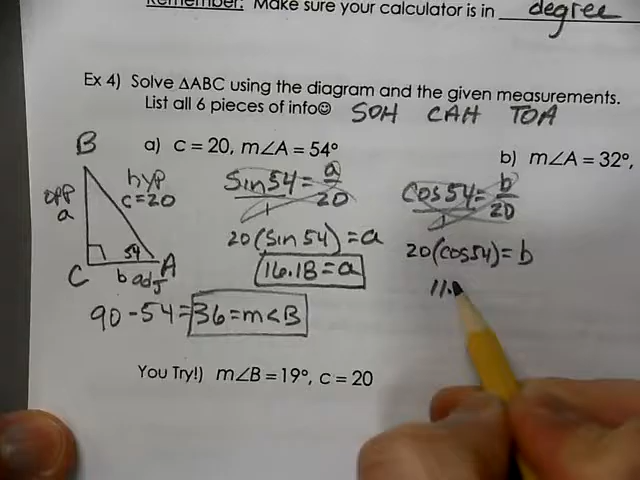 Remember: Make sure your calculator is in degree
Ex 4) Solve ΔABC using the diagram and the given measurements.
List all 6 pieces of info☺ SOH CAH TOA
a) c = 20, m∠A = 54°
b) m∠A = 32°,
B
hyp
c=20
opp
a
54
C
b adj
A
Sin54 = a/20
1
20(Sin 54) = a
16.18 = a
90-54=36=m<B
Cos54 = b/20
1
20(cos54) = b
11.
You Try!) m∠B = 19°, c = 20